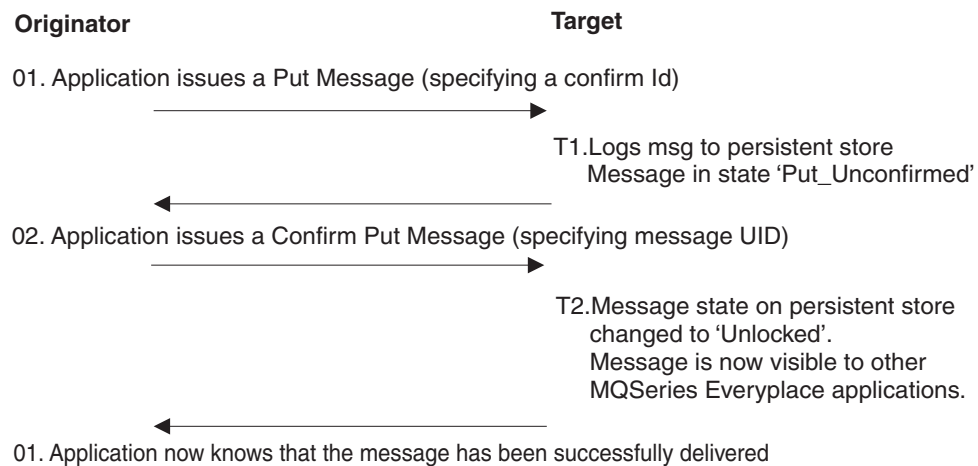 Originator
Target
01. Application issues a Put Message (specifying a confirm Id)
T1.Logs msg to persistent store
Message in state ‘Put_Unconfirmed’
02. Application issues a Confirm Put Message (specifying message UID)
T2.Message state on persistent store
changed to ‘Unlocked’.
Message is now visible to other
MQSeries Everyplace applications.
01. Application now knows that the message has been successfully delivered